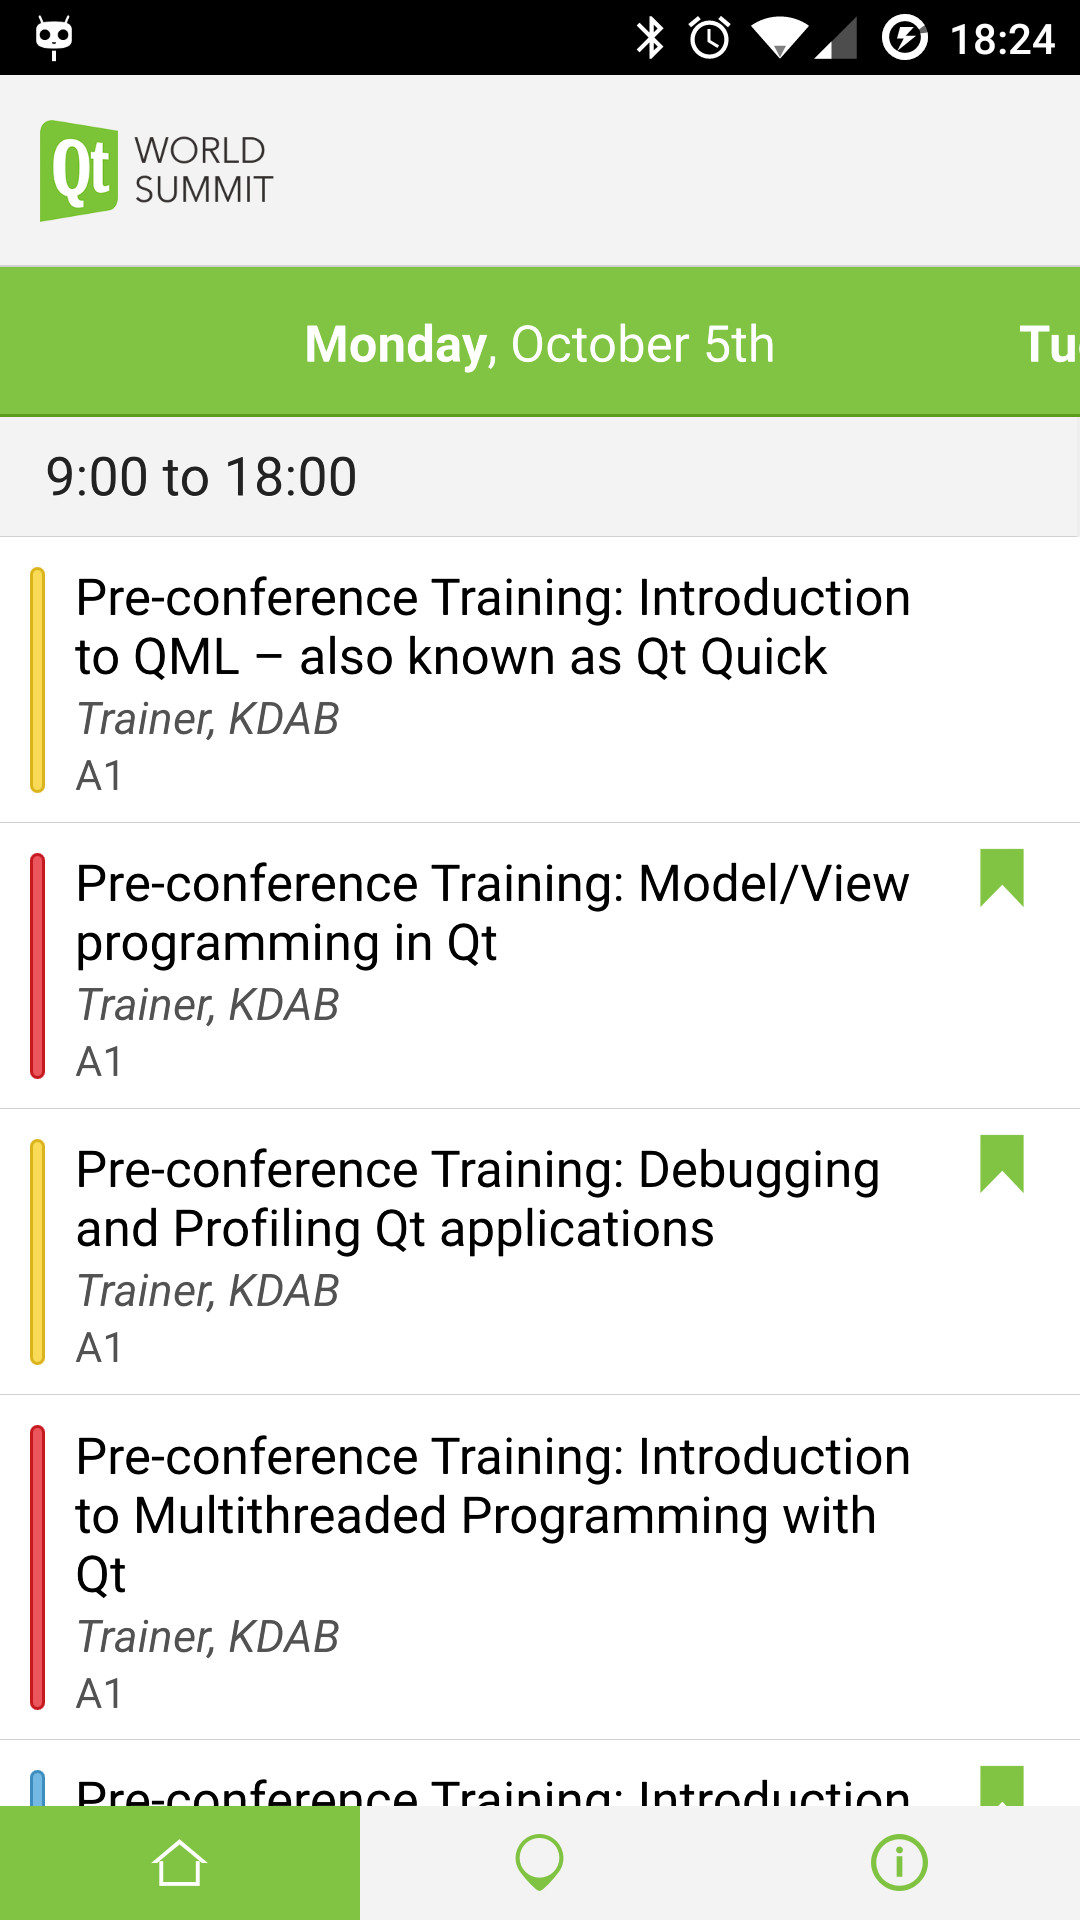 18:24
Qt WORLD
SUMMIT
Monday, October 5th
Tu
9:00 to 18:00
Pre-conference Training: Introduction
to QML – also known as Qt Quick
Trainer, KDAB
A1
Pre-conference Training: Model/View
programming in Qt
Trainer, KDAB
A1
Pre-conference Training: Debugging
and Profiling Qt applications
Trainer, KDAB
A1
Pre-conference Training: Introduction
to Multithreaded Programming with
Qt
Trainer, KDAB
A1
Pre-conference Training: Introduction